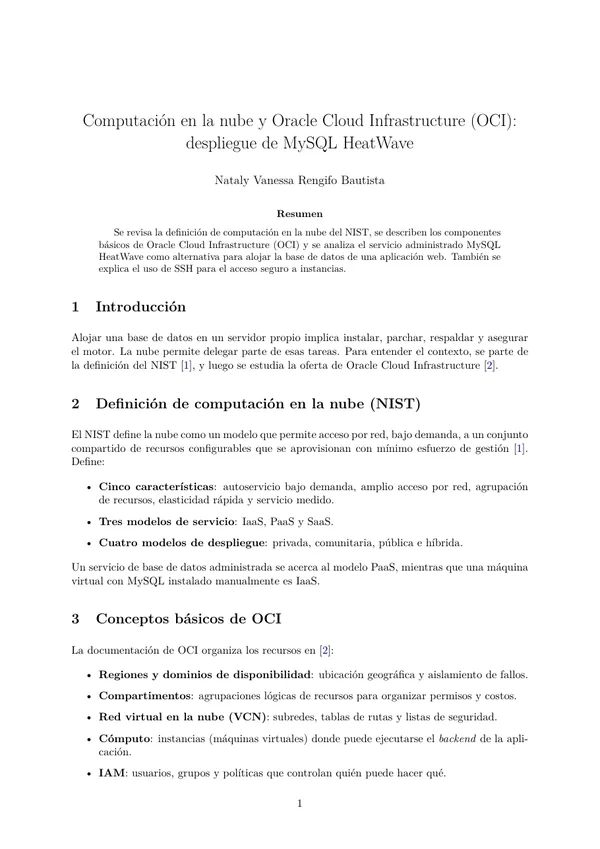 Computación en la nube y Oracle Cloud Infrastructure (OCI):
despliegue de MySQL HeatWave
Nataly Vanessa Rengifo Bautista
Resumen
Se revisa la definición de computación en la nube del NIST, se describen los componentes
básicos de Oracle Cloud Infrastructure (OCI) y se analiza el servicio administrado MySQL
HeatWave como alternativa para alojar la base de datos de una aplicación web. También se
explica el uso de SSH para el acceso seguro a instancias.
1 Introducción
Alojar una base de datos en un servidor propio implica instalar, parchar, respaldar y asegurar
el motor. La nube permite delegar parte de esas tareas. Para entender el contexto, se parte de
la definición del NIST [1], y luego se estudia la oferta de Oracle Cloud Infrastructure [2].
2 Definición de computación en la nube (NIST)
El NIST define la nube como un modelo que permite acceso por red, bajo demanda, a un conjunto
compartido de recursos configurables que se aprovisionan con mínimo esfuerzo de gestión [1].
Define:
• Cinco características: autoservicio bajo demanda, amplio acceso por red, agrupación
de recursos, elasticidad rápida y servicio medido.
• Tres modelos de servicio: IaaS, PaaS y SaaS.
• Cuatro modelos de despliegue: privada, comunitaria, pública e híbrida.
Un servicio de base de datos administrada se acerca al modelo PaaS, mientras que una máquina
virtual con MySQL instalado manualmente es IaaS.
3 Conceptos básicos de OCI
La documentación de OCI organiza los recursos en [2]:
• Regiones y dominios de disponibilidad: ubicación geográfica y aislamiento de fallos.
• Compartimentos: agrupaciones lógicas de recursos para organizar permisos y costos.
• Red virtual en la nube (VCN): subredes, tablas de rutas y listas de seguridad.
• Cómputo: instancias (máquinas virtuales) donde puede ejecutarse el backend de la apli-
cación.
• IAM: usuarios, grupos y políticas que controlan quién puede hacer qué.
1